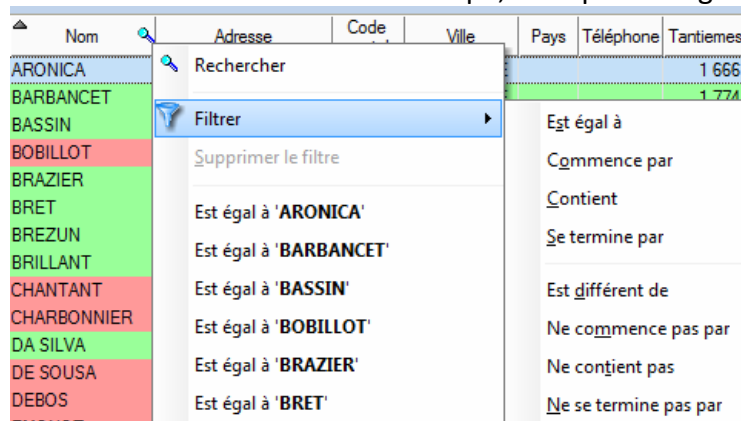 Nom Adresse Code Ville Pays Téléphone Tantiemes
ARONICA 1 666
BARBANCET 1 774
BASSIN
BOBILLOT
BRAZIER
BRET
BREZUN
BRILLANT
CHANTANT
CHARBONNIER
DA SILVA
DE SOUSA
DEBOS
Rechercher
Filtrer
Supprimer le filtre
Est égal à 'ARONICA'
Est égal à 'BARBANCET'
Est égal à 'BASSIN'
Est égal à 'BOBILLOT'
Est égal à 'BRAZIER'
Est égal à 'BRET'
Est égal à
Commence par
Contient
Se termine par
Est différent de
Ne commence pas par
Ne contient pas
Ne se termine pas par